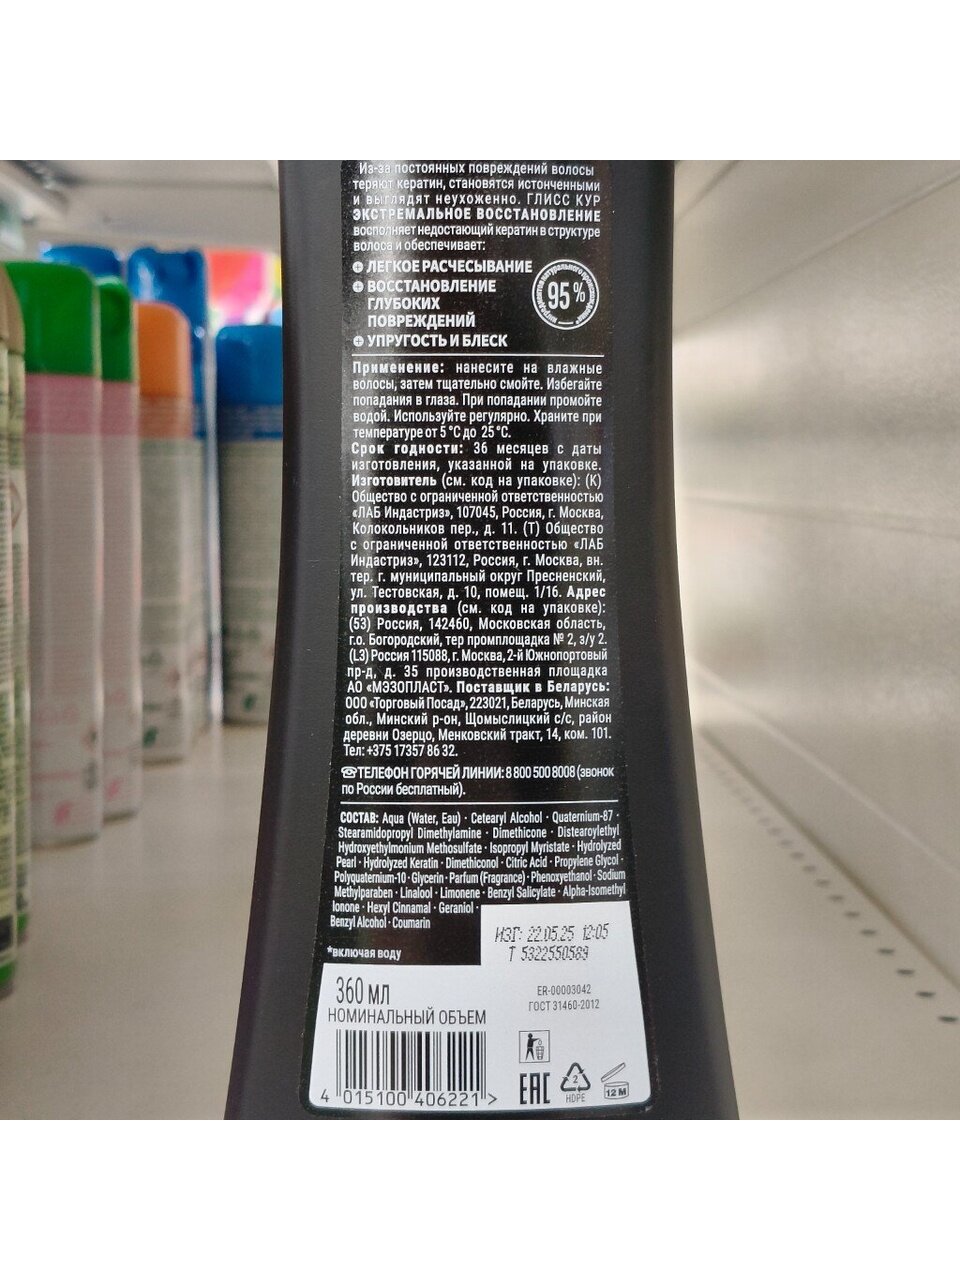 Из-за постоянных повреждений волосы
теряют кератин, становятся истонченными
и выглядят неухоженно. ГЛИСС КУР
ЭКСТРЕМАЛЬНОЕ ВОССТАНОВЛЕНИЕ
восполняет недостающий кератин в структуре
волоса и обеспечивает:
ЛЕГКОЕ РАСЧЕСЫВАНИЕ
ВОССТАНОВЛЕНИЕ
ГЛУБОКИХ
ПОВРЕЖДЕНИЙ
УПРУГОСТЬ И БЛЕСК
95 %
ингредиентов натурального происхождения*
Применение: нанесите на влажные
волосы, затем тщательно смойте. Избегайте
попадания в глаза. При попадании промойте
водой. Используйте регулярно. Храните при
температуре от 5 °С до 25 °С.
Срок годности: 36 месяцев с даты
изготовления, указанной на упаковке.
Изготовитель (см. код на упаковке): (K)
Общество с ограниченной ответственностью
«ЛАБ Индастриз», 107045, Россия, г. Москва,
Колокольников пер., д. 11. (T) Общество
с ограниченной ответственностью «ЛАБ
Индастриз», 123112, Россия, г. Москва, вн.
тер. г. муниципальный округ Пресненский,
ул. Тестовская, д. 10, помещ. 1/16. Адрес
производства (см. код на упаковке):
(53) Россия, 142460, Московская область,
г.о. Богородский, тер промплощадка № 2, з/у 2.
(L3) Россия 115088, г. Москва, 2-й Южнопортовый
пр-д, д. 35 производственная площадка
АО «МЭЗОПЛАСТ». Поставщик в Беларусь:
ООО «Торговый Посад», 223021, Беларусь, Минская
обл., Минский р-он, Щомыслицкий с/с, район
деревни Озерцо, Менковский тракт, 14, ком. 101.
Тел: +375 17357 86 32.
☎ТЕЛЕФОН ГОРЯЧЕЙ ЛИНИИ: 8 800 500 8008 (звонок
по России бесплатный).
СОСТАВ: Aqua (Water, Eau) · Cetearyl Alcohol · Quaternium-87 ·
Stearamidopropyl Dimethylamine · Dimethicone · Distearoylethyl
Hydroxyethylmonium Methosulfate · Isopropyl Myristate · Hydrolyzed
Pearl · Hydrolyzed Keratin · Dimethiconol · Citric Acid · Propylene Glycol ·
Polyquaternium-10 · Glycerin · Parfum (Fragrance) · Phenoxyethanol · Sodium
Methylparaben · Linalool · Limonene · Benzyl Salicylate · Alpha-Isomethyl
Ionone · Hexyl Cinnamal · Geraniol ·
Benzyl Alcohol · Coumarin
*включая воду
ИЗГ: 22.05.25 12:05
T 5322550589
360 мл
НОМИНАЛЬНЫЙ ОБЪЕМ
ER-00003042
ГОСТ 31460-2012
4 015100 406221 >
EAC
2
HDPE
12 M